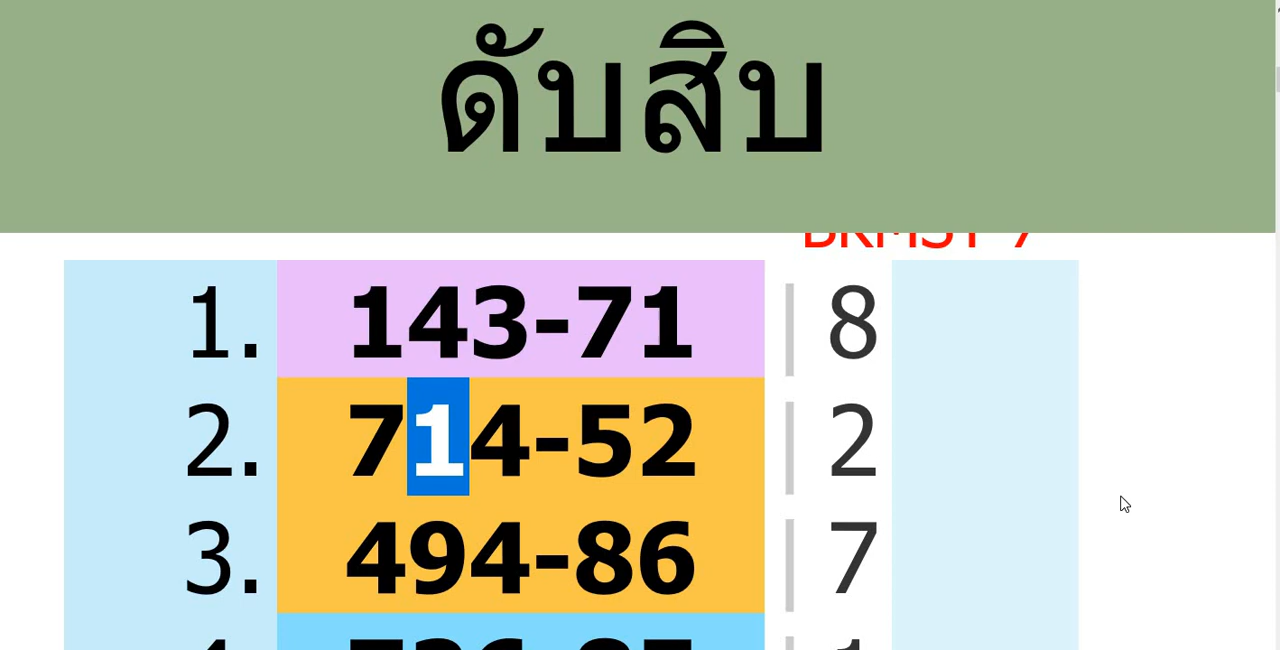 ดับสิบ
1. 143-71 | 8
2. 714-52 | 2
3. 494-86 | 7